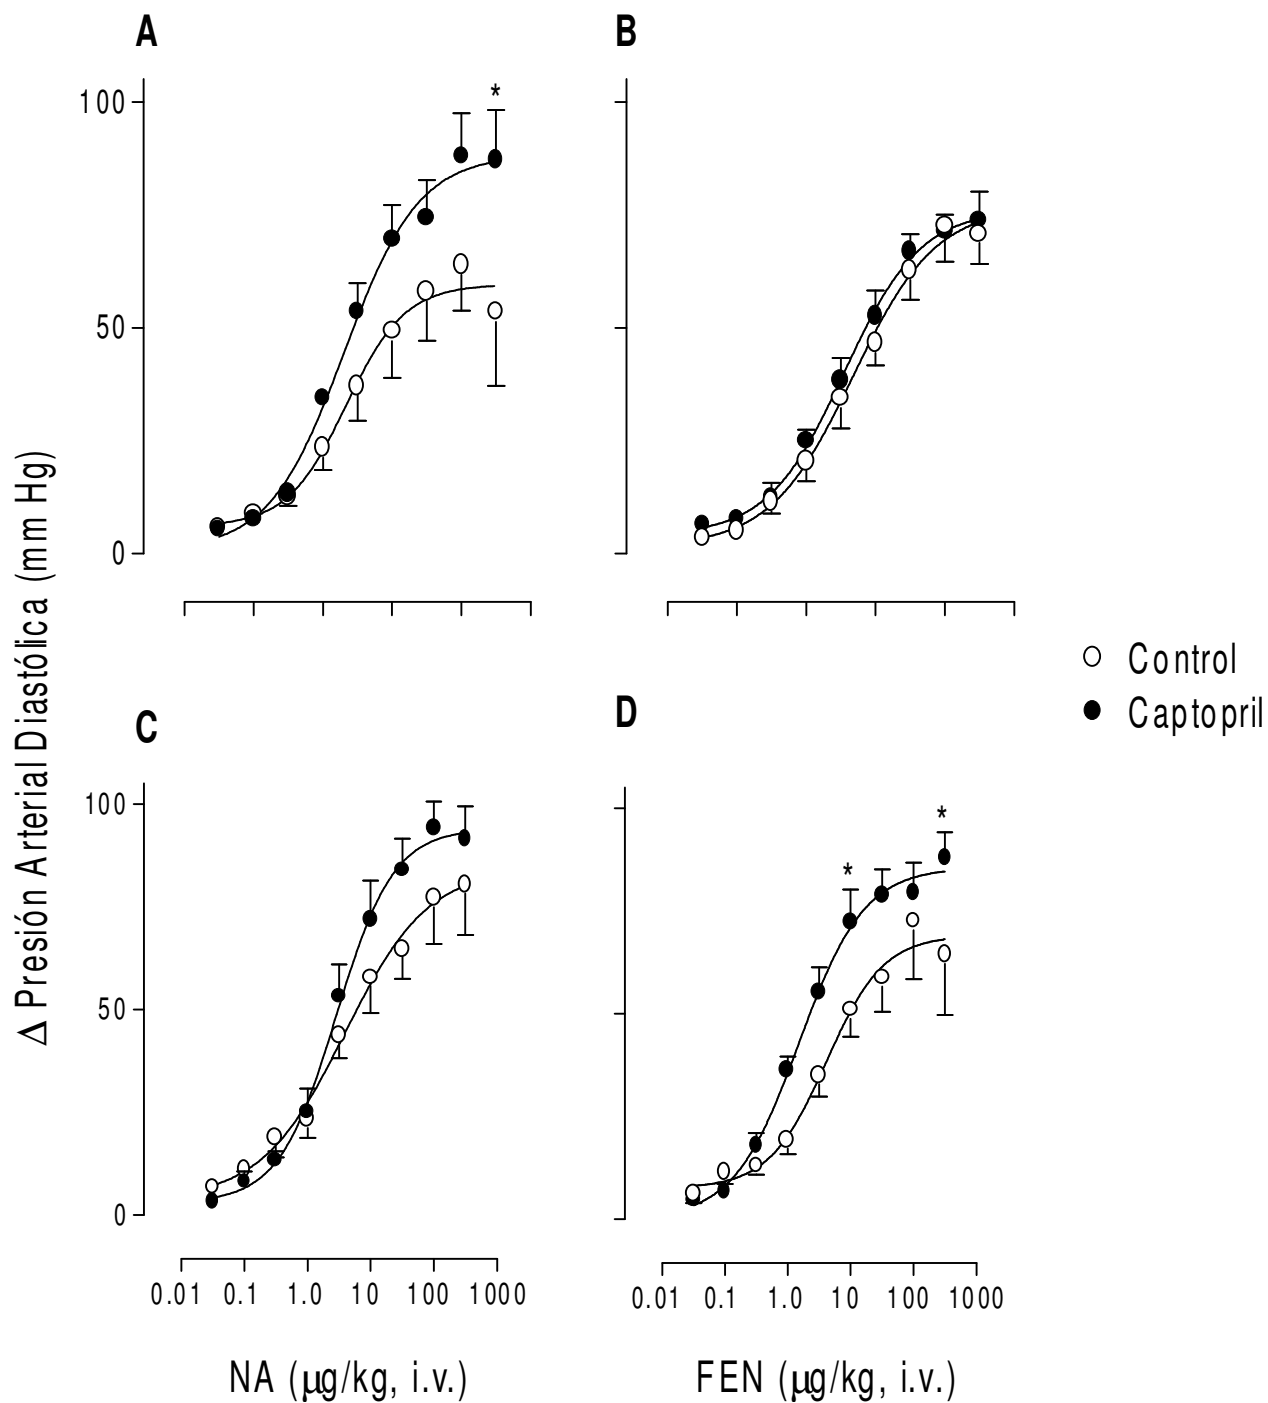 A
B
*
100
50
0
Control
Captopril
Δ Presión Arterial Diastólica (mm Hg)
C
D
100
*
*
50
0
0.01 0.1 1.0 10 100 1000
0.01 0.1 1.0 10 100 1000
NA (μg/kg, i.v.)
FEN (μg/kg, i.v.)